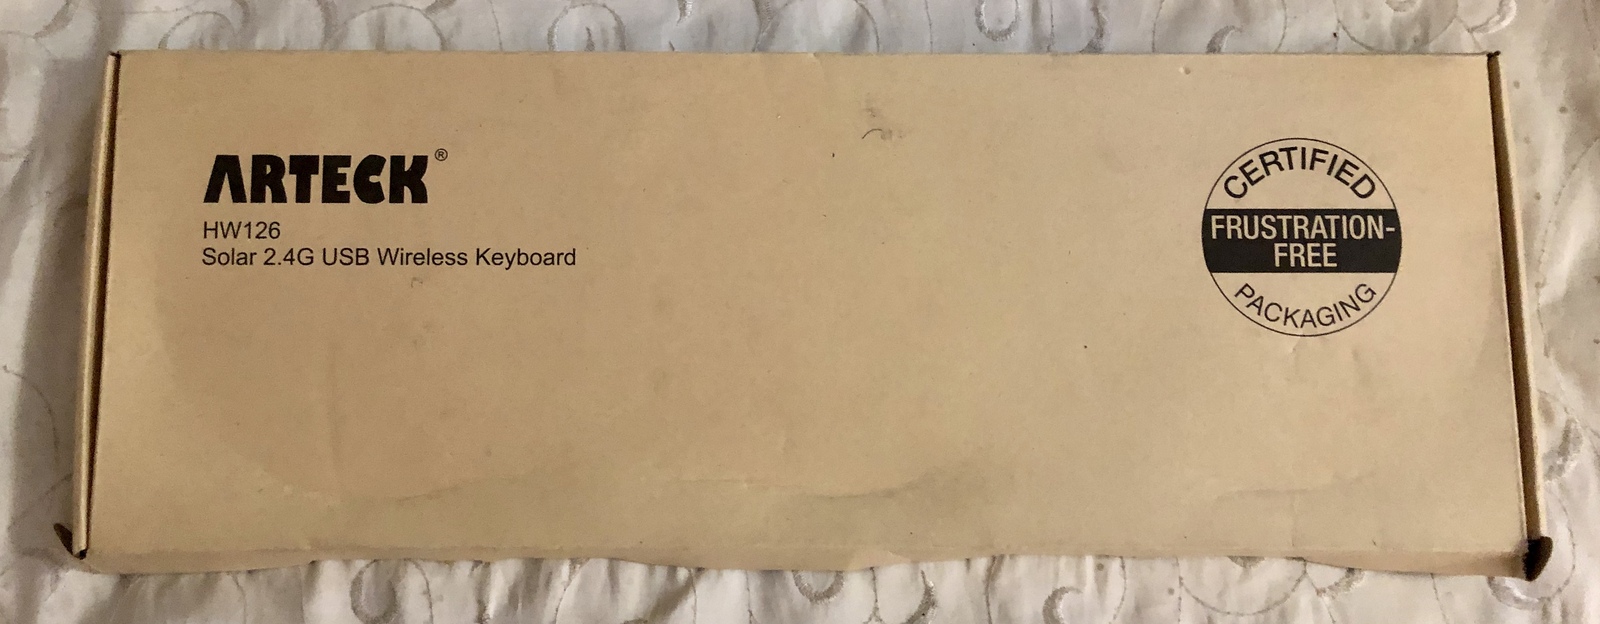 ARTECK®
HW126
Solar 2.4G USB Wireless Keyboard
CERTIFIED
FRUSTRATION-
FREE
PACKAGING